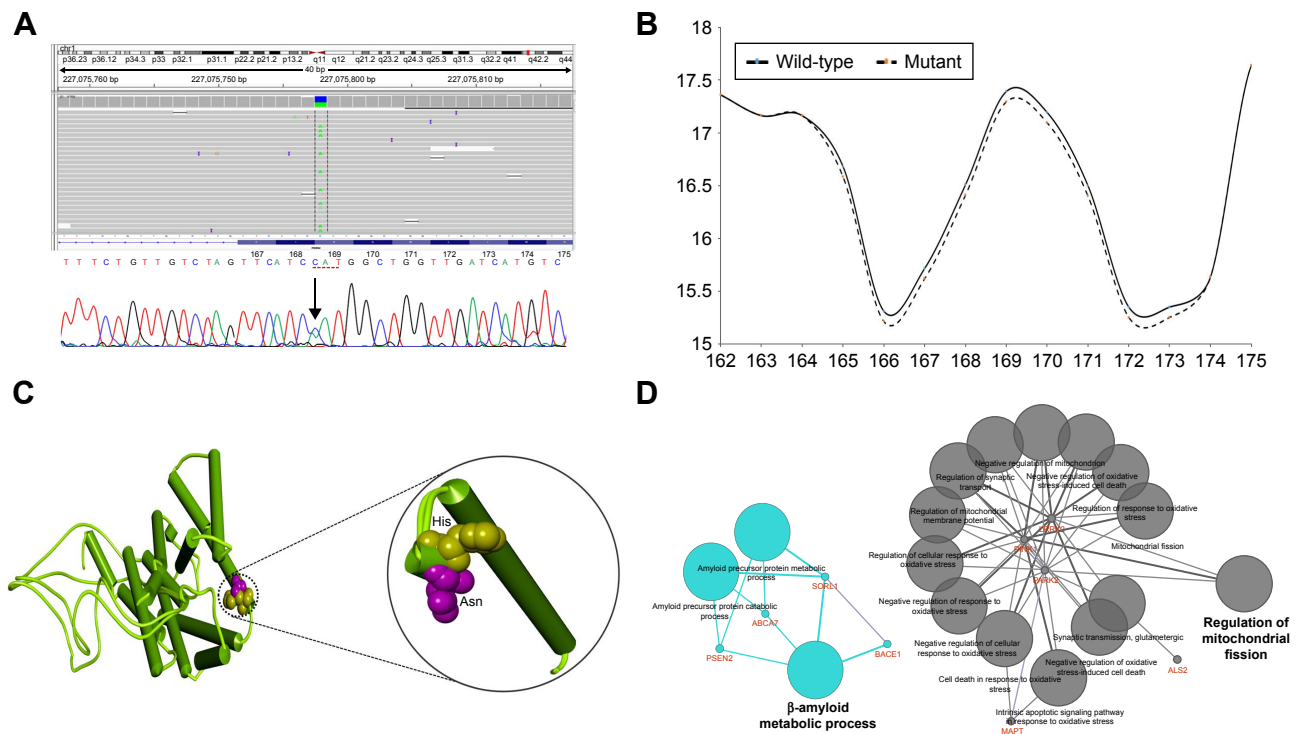 A
chr1
p36.23 p36.12 p34.3 p33 p32.1 p31.1 p22.2 p21.2 p13.2 q11 q12 q21.2 q23.2 q24.3 q25.3 q32.1 q41 q42.2 q44
40 bp
227,075,760 bp 227,075,750 bp 227,075,800 bp 227,075,810 bp
167 168 169 170 171 172 173 174 175
T T T C T G T T G T C T A G T T C A T C C A T G G C T G G T T G A T C A T G T C
B
18
17.5
17
16.5
16
15.5
15
Wild-type Mutant
162 163 164 165 166 167 168 169 170 171 172 173 174 175
C
His
Asn
D
Amyloid precursor protein metabolic
process
SORL1
Amyloid precursor protein catabolic
process
ABCA7
PSEN2
BACE1
β-amyloid
metabolic process
Negative regulation of mitochondrion
Regulation of synaptic
transport
Negative regulation of oxidative
stress-induced cell death
Regulation of mitochondrial
membrane potential
Regulation of response to oxidative
stress
Mitochondrial fission
Regulation of cellular response to
oxidative stress
PARK2
Negative regulation of response to
oxidative stress
Synaptic transmission, glutamergic
Negative regulation of cellular
response to oxidative stress
Negative regulation of oxidative
stress-induced cell death
ALS2
Cell death in response to oxidative
stress
Intrinsic apoptotic signaling pathway
in response to oxidative stress
MAPT
Regulation of
mitochondrial
fission